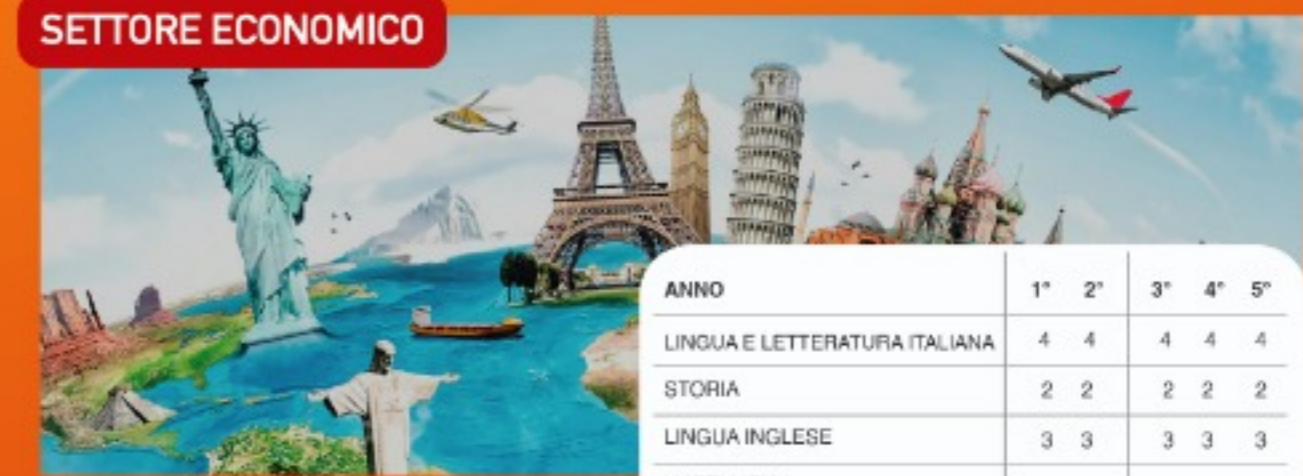 SETTORE ECONOMICO
ANNO 1° 2° 3° 4° 5°
LINGUA E LETTERATURA ITALIANA 4 4 4 4 4
STORIA 2 2 2 2 2
LINGUA INGLESE 3 3 3 3 3